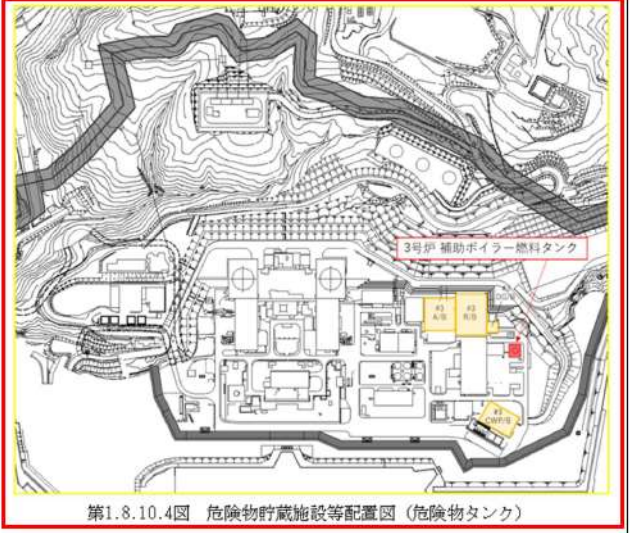 3号炉 補助ボイラー燃料タンク
DG/B
#3
A/B
#3
R/B
#3
CWP/B
第1.8.10.4図 危険物貯蔵施設等配置図 (危険物タンク)